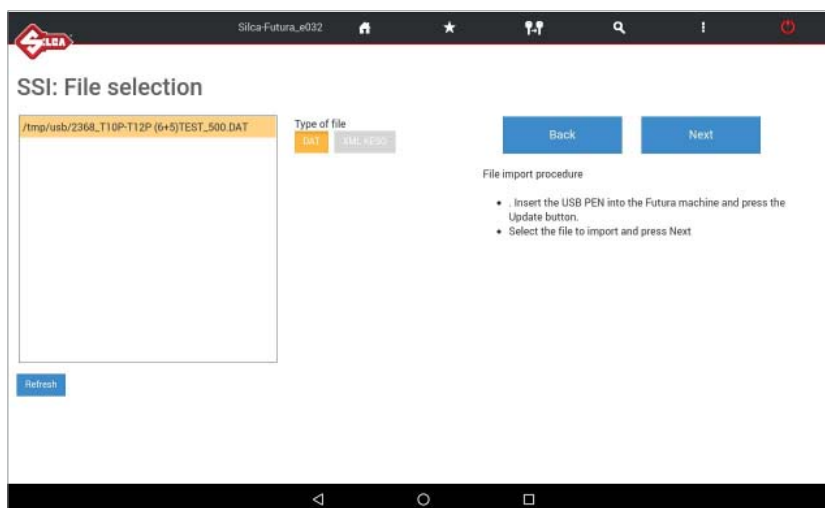 SILCA
Silca-Futura_e032
SSI: File selection
/tmp/usb/2368_T10P-T12P (6+5)TEST_500.DAT
Type of file
DAT XML KESO
Back
Next
File import procedure
. Insert the USB PEN into the Futura machine and press the
Update button.
Select the file to import and press Next
Refresh